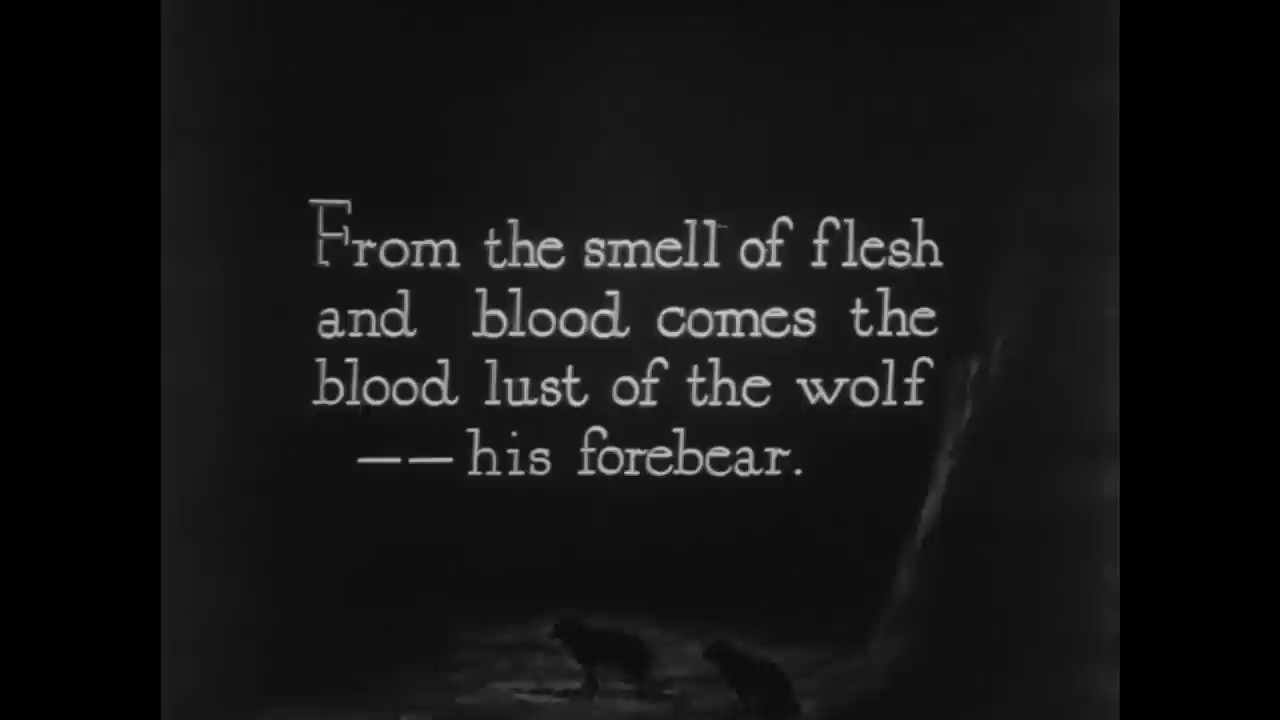 From the smell of flesh
and blood comes the
blood lust of the wolf
——his forebear.